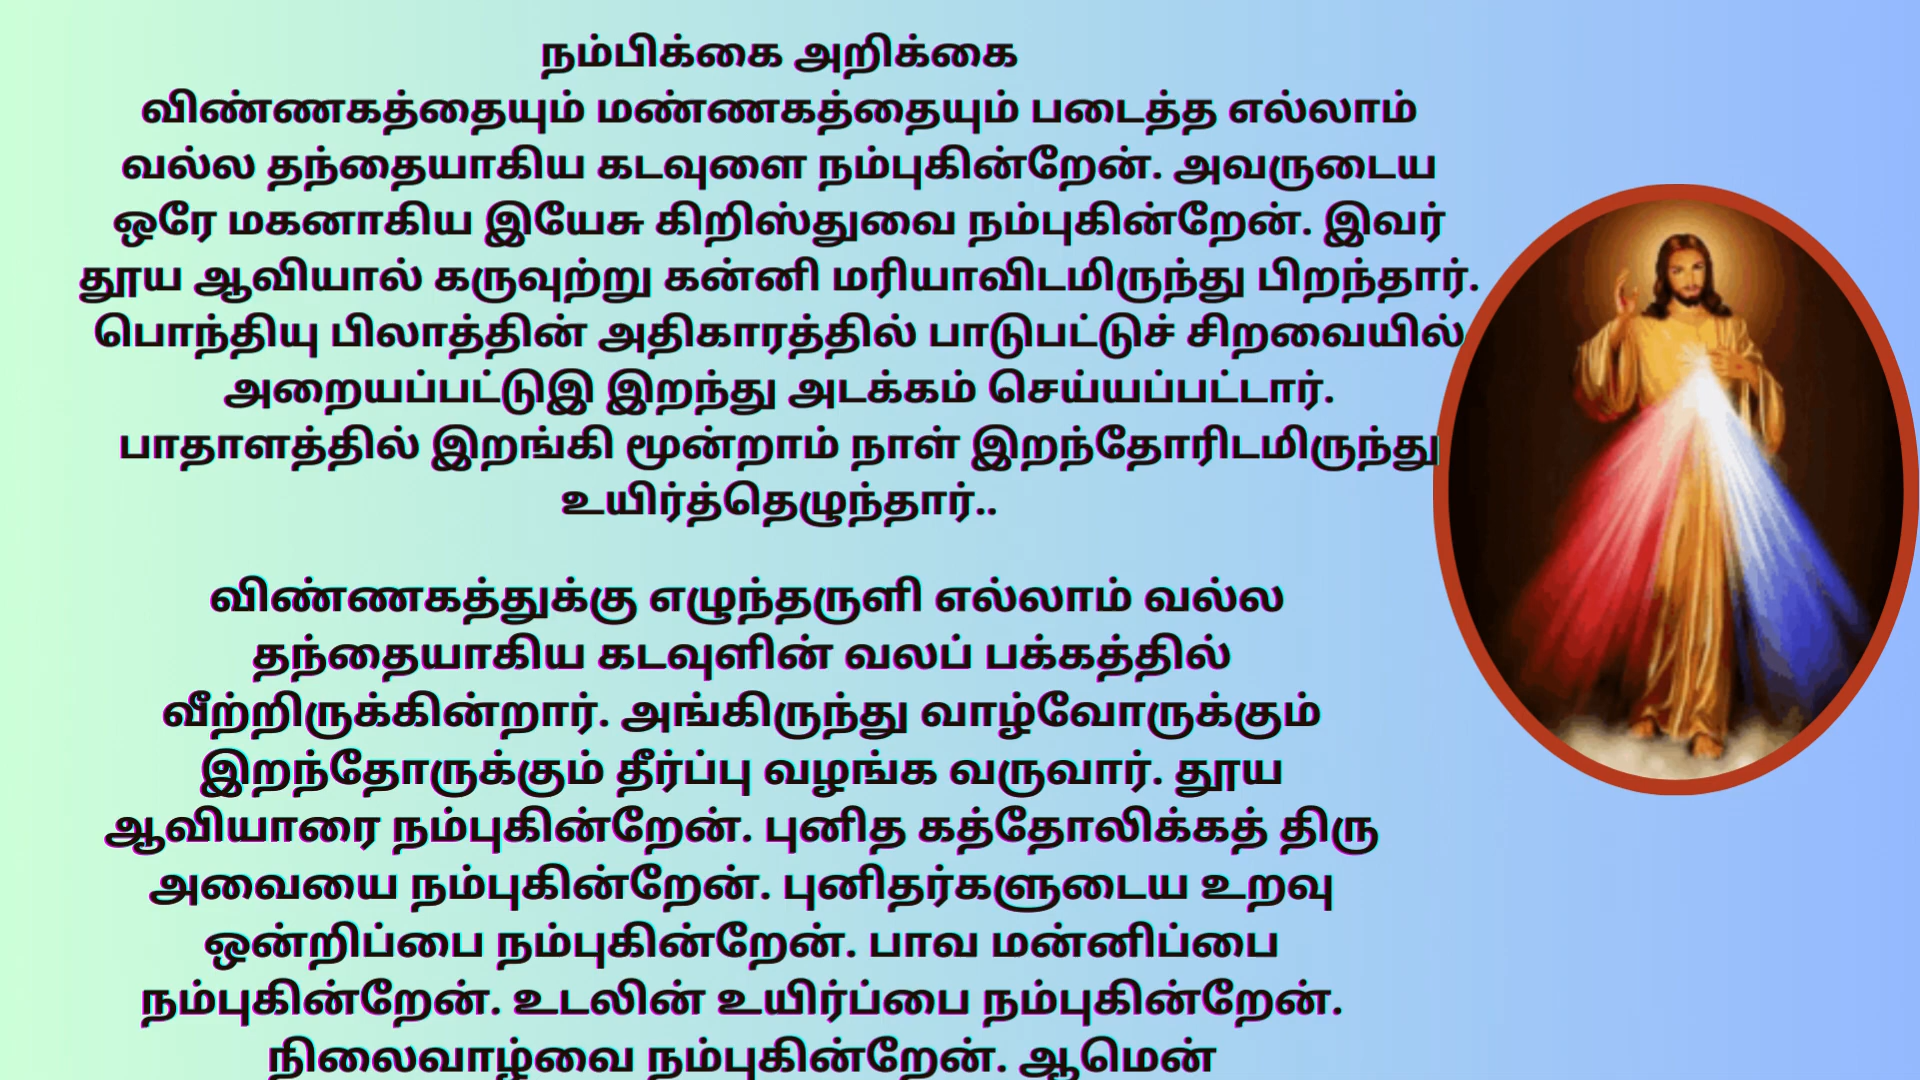 நம்பிக்கை அறிக்கை
விண்ணகத்தையும் மண்ணகத்தையும் படைத்த எல்லாம்
வல்ல தந்தையாகிய கடவுளை நம்புகின்றேன். அவருடைய
ஒரே மகனாகிய இயேசு கிறிஸ்துவை நம்புகின்றேன். இவர்
தூய ஆவியால் கருவுற்று கன்னி மரியாவிடமிருந்து பிறந்தார்.
பொந்தியு பிலாத்தின் அதிகாரத்தில் பாடுபட்டுச் சிறவையில்
அறையப்பட்டுஇ இறந்து அடக்கம் செய்யப்பட்டார்.
பாதாளத்தில் இறங்கி மூன்றாம் நாள் இறந்தோரிடமிருந்து
உயிர்த்தெழுந்தார்..
விண்ணகத்துக்கு எழுந்தருளி எல்லாம் வல்ல
தந்தையாகிய கடவுளின் வலப் பக்கத்தில்
வீற்றிருக்கின்றார். அங்கிருந்து வாழ்வோருக்கும்
இறந்தோருக்கும் தீர்ப்பு வழங்க வருவார். தூய
ஆவியாரை நம்புகின்றேன். புனித கத்தோலிக்கத் திரு
அவையை நம்புகின்றேன். புனிதர்களுடைய உறவு
ஒன்றிப்பை நம்புகின்றேன். பாவ மன்னிப்பை
நம்புகின்றேன். உடலின் உயிர்ப்பை நம்புகின்றேன்.
நிலைவாழ்வை நம்புகின்றேன். ஆமென்